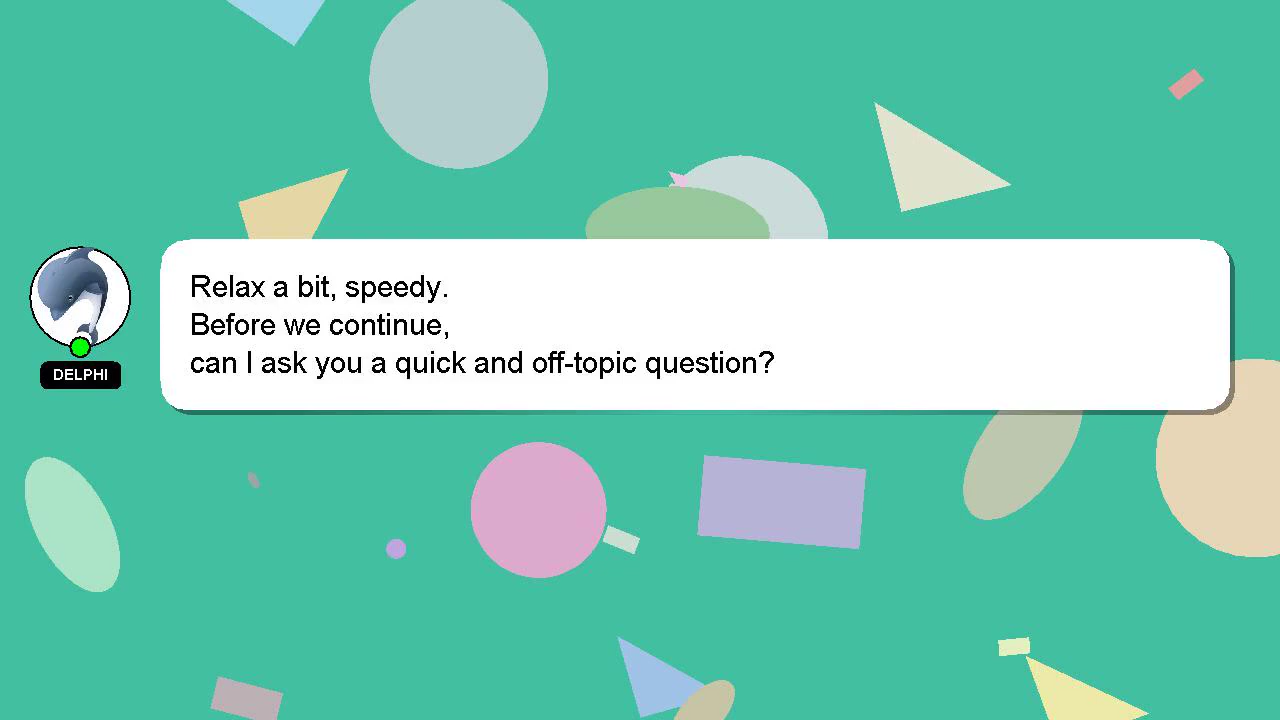 Relax a bit, speedy.
Before we continue,
can I ask you a quick and off-topic question?
DELPHI